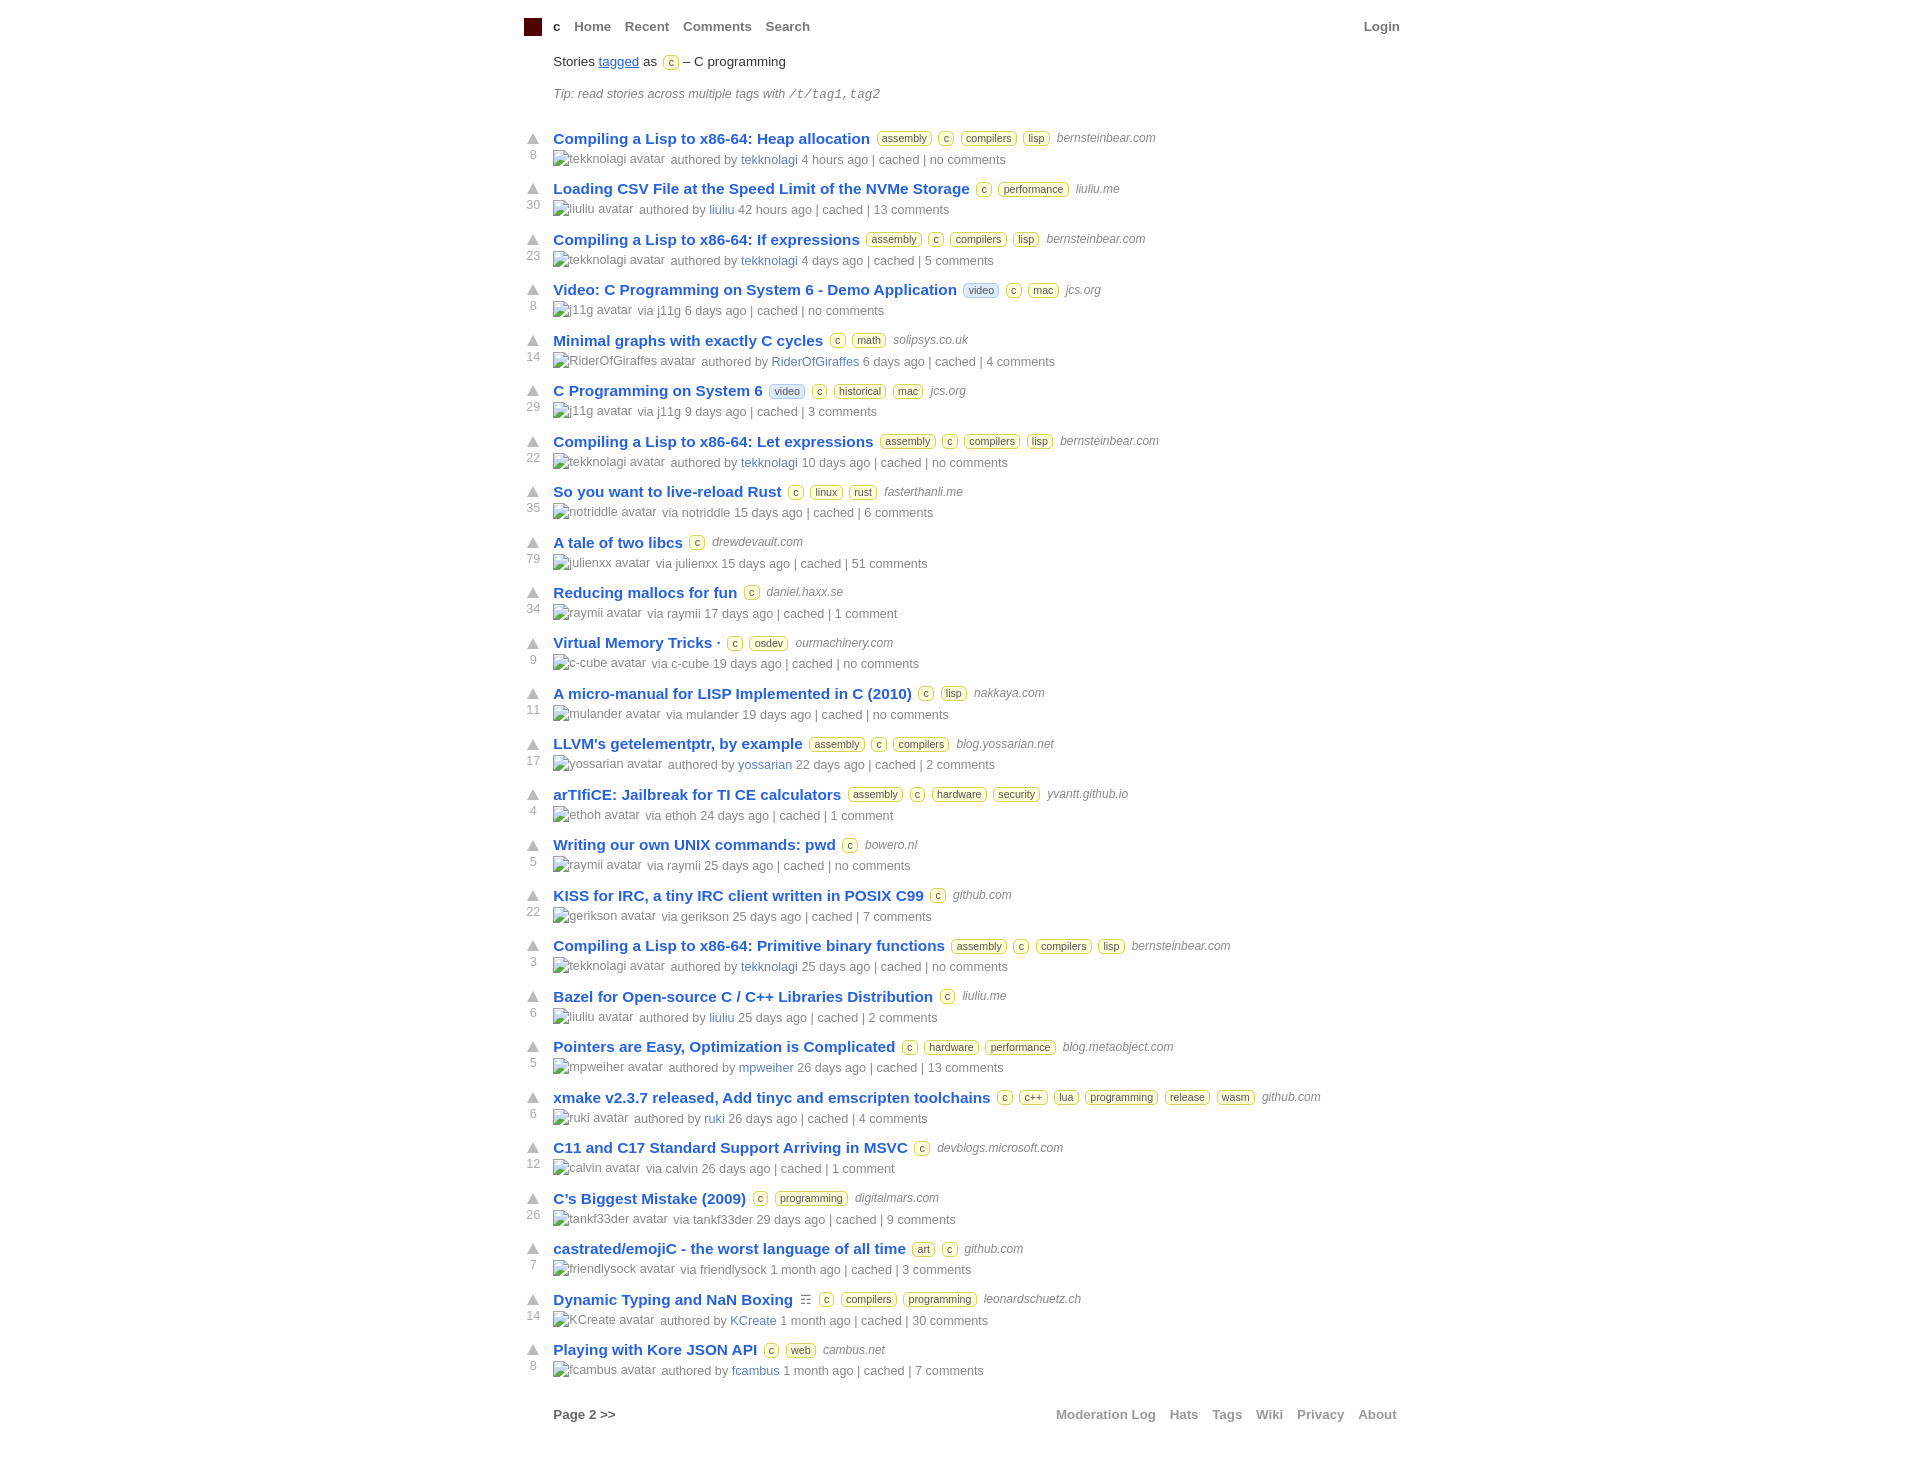 c Home Recent Comments Search Login
Stories tagged as c – C programming
Tip: read stories across multiple tags with /t/tag1,tag2
Compiling a Lisp to x86-64: Heap allocation assembly c compilers lisp bernsteinbear.com
8 tekknolagi avatar authored by tekknolagi 4 hours ago | cached | no comments
Loading CSV File at the Speed Limit of the NVMe Storage c performance liuliu.me
30 liuliu avatar authored by liuliu 42 hours ago | cached | 13 comments
Compiling a Lisp to x86-64: If expressions assembly c compilers lisp bernsteinbear.com
23 tekknolagi avatar authored by tekknolagi 4 days ago | cached | 5 comments
Video: C Programming on System 6 - Demo Application video c mac jcs.org
8 j11g avatar via j11g 6 days ago | cached | no comments
Minimal graphs with exactly C cycles c math solipsys.co.uk
14 RiderOfGiraffes avatar authored by RiderOfGiraffes 6 days ago | cached | 4 comments
C Programming on System 6 video c historical mac jcs.org
29 j11g avatar via j11g 9 days ago | cached | 3 comments
Compiling a Lisp to x86-64: Let expressions assembly c compilers lisp bernsteinbear.com
22 tekknolagi avatar authored by tekknolagi 10 days ago | cached | no comments
So you want to live-reload Rust c linux rust fasterthanli.me
35 notriddle avatar via notriddle 15 days ago | cached | 6 comments
A tale of two libcs c drewdevault.com
79 julienxx avatar via julienxx 15 days ago | cached | 51 comments
Reducing mallocs for fun c daniel.haxx.se
34 raymii avatar via raymii 17 days ago | cached | 1 comment
Virtual Memory Tricks · c osdev ourmachinery.com
9 c-cube avatar via c-cube 19 days ago | cached | no comments
A micro-manual for LISP Implemented in C (2010) c lisp nakkaya.com
11 mulander avatar via mulander 19 days ago | cached | no comments
LLVM's getelementptr, by example assembly c compilers blog.yossarian.net
17 yossarian avatar authored by yossarian 22 days ago | cached | 2 comments
arTIfiCE: Jailbreak for TI CE calculators assembly c hardware security yvantt.github.io
4 ethoh avatar via ethoh 24 days ago | cached | 1 comment
Writing our own UNIX commands: pwd c bowero.nl
5 raymii avatar via raymii 25 days ago | cached | no comments
KISS for IRC, a tiny IRC client written in POSIX C99 c github.com
22 gerikson avatar via gerikson 25 days ago | cached | 7 comments
Compiling a Lisp to x86-64: Primitive binary functions assembly c compilers lisp bernsteinbear.com
3 tekknolagi avatar authored by tekknolagi 25 days ago | cached | no comments
Bazel for Open-source C / C++ Libraries Distribution c liuliu.me
6 liuliu avatar authored by liuliu 25 days ago | cached | 2 comments
Pointers are Easy, Optimization is Complicated c hardware performance blog.metaobject.com
5 mpweiher avatar authored by mpweiher 26 days ago | cached | 13 comments
xmake v2.3.7 released, Add tinyc and emscripten toolchains c c++ lua programming release wasm github.com
6 ruki avatar authored by ruki 26 days ago | cached | 4 comments
C11 and C17 Standard Support Arriving in MSVC c devblogs.microsoft.com
12 calvin avatar via calvin 26 days ago | cached | 1 comment
C’s Biggest Mistake (2009) c programming digitalmars.com
26 tankf33der avatar via tankf33der 29 days ago | cached | 9 comments
castrated/emojiC - the worst language of all time art c github.com
7 friendlysock avatar via friendlysock 1 month ago | cached | 3 comments
Dynamic Typing and NaN Boxing ☶ c compilers programming leonardschuetz.ch
14 KCreate avatar authored by KCreate 1 month ago | cached | 30 comments
Playing with Kore JSON API c web cambus.net
8 fcambus avatar authored by fcambus 1 month ago | cached | 7 comments
Page 2 >> Moderation Log Hats Tags Wiki Privacy About